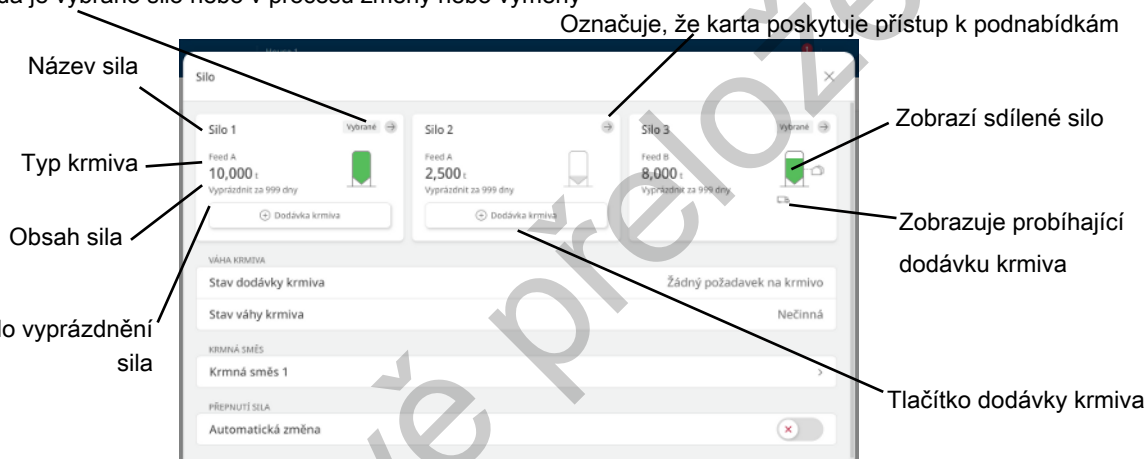 da je vybrané silo nebo v procesu změny nebo výměny
Označuje, že karta poskytuje přístup k podnabídkám
Název sila
Typ krmiva
Obsah sila
do vyprázdnění
sila
Silo
1
Silo 1
Vybrané
Feed A
10,000 t
Vyprázdnit za 999 dny
Dodávka krmiva
Silo 2
Feed A
2,500 t
Vyprázdnit za 999 dny
Dodávka krmiva
Silo 3
Vybrané
Feed B
8,000 t
Vyprázdnit za 999 dny
VÁHA KRMIVA
Stav dodávky krmiva
Žádný požadavek na krmivo
Stav váhy krmiva
Nečinná
KRMNÁ SMĚS
Krmná směs 1
PŘEPNUTÍ SILA
Automatická změna
Zobrazí sdílené silo
Zobrazuje probíhající
dodávku krmiva
Tlačítko dodávky krmiva